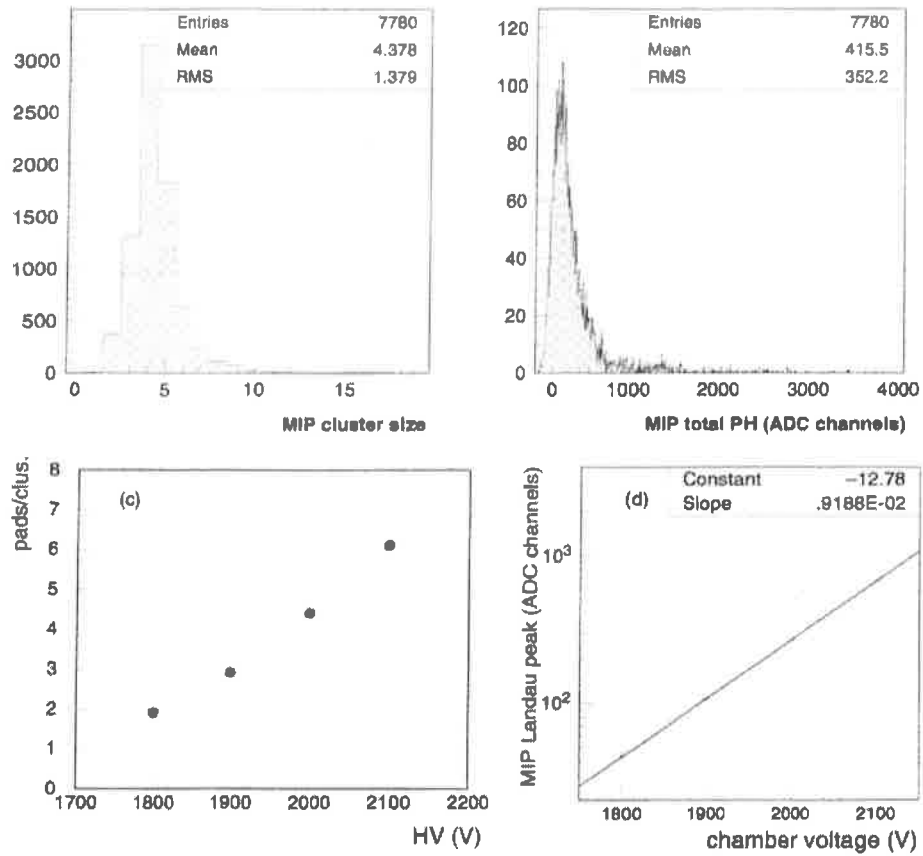 Entries 7780
Mean 4.378
RMS 1.379
3000
2500
2000
1500
1000
500
0
0 5 10 15
MIP cluster size
Entries 7780
Mean 415.5
RMS 352.2
120
100
80
60
40
20
0
0 1000 2000 3000 4000
MIP total PH (ADC channels)
pads/clus.
(c)
8
7
6
5
4
3
2
1
0
1700 1800 1900 2000 2100 2200
HV (V)
MIP Landau peak (ADC channels)
(d)
Constant -12.78
Slope .9188E-02
10³
10²
1800 1900 2000 2100
chamber voltage (V)